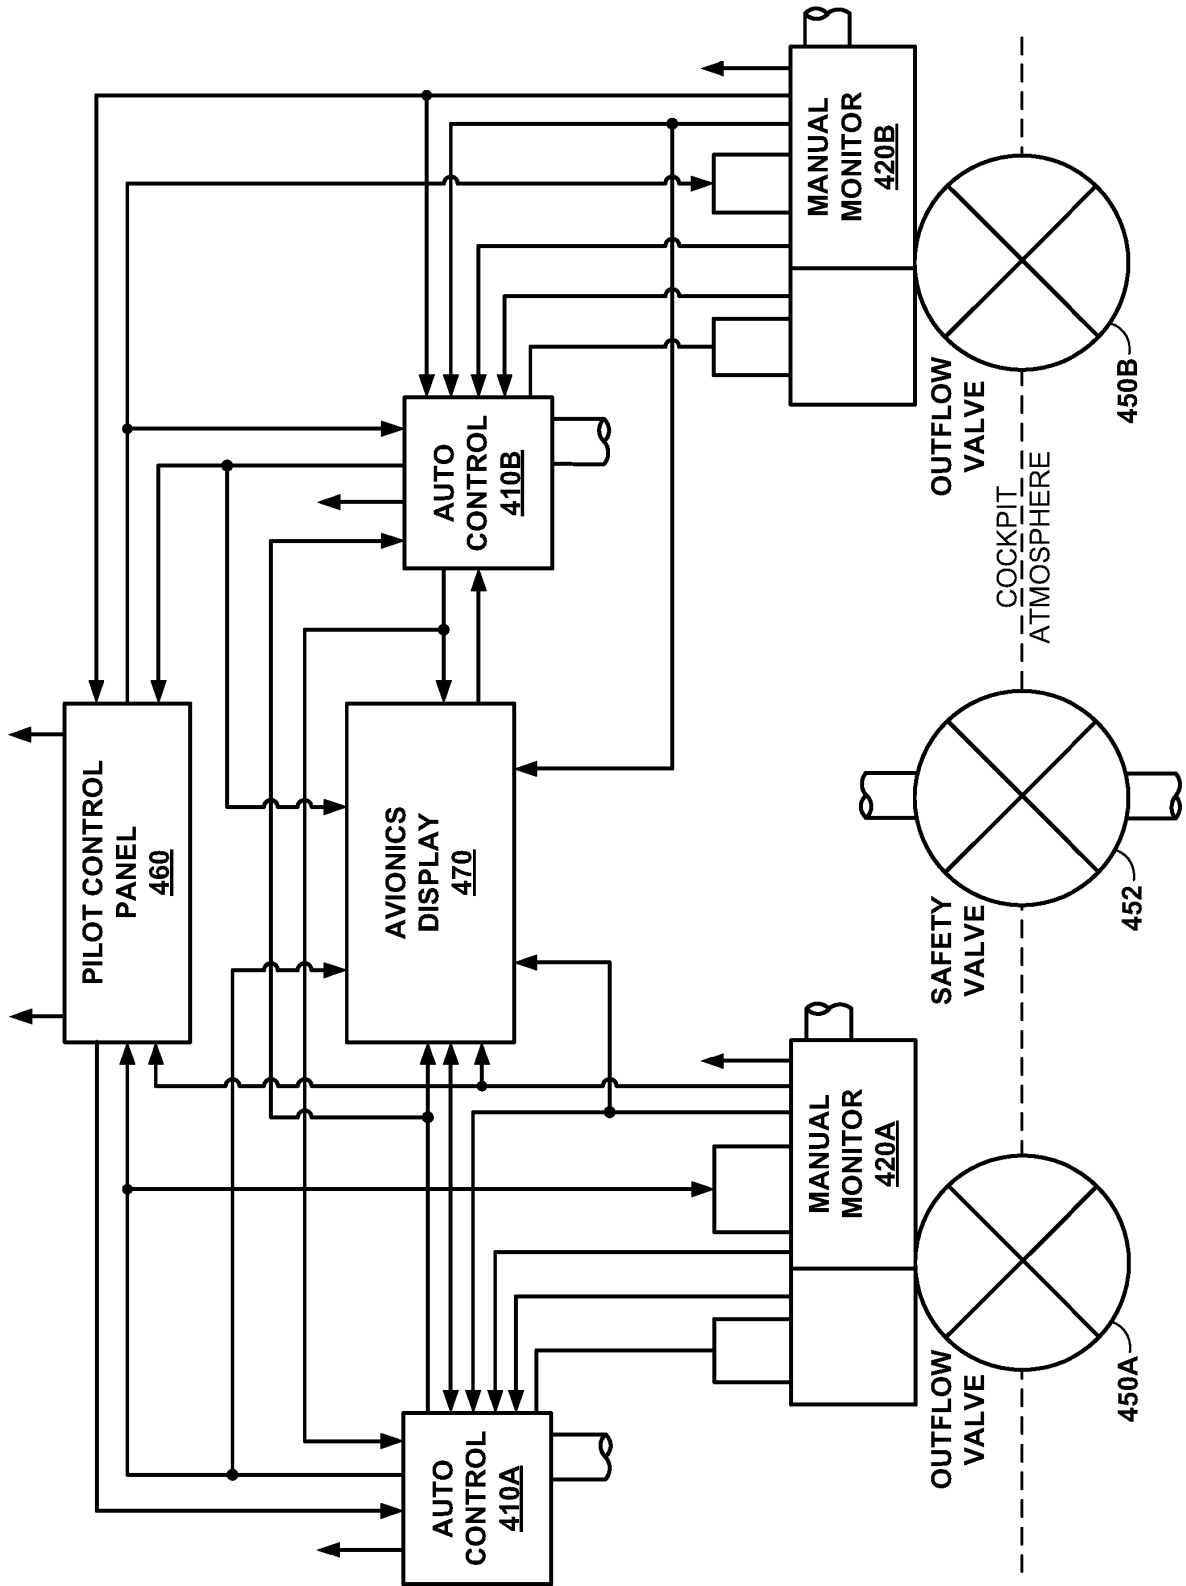 PILOT CONTROL
PANEL
460
AVIONICS
DISPLAY
470
AUTO
CONTROL
410A
AUTO
CONTROL
410B
MANUAL
MONITOR
420A
MANUAL
MONITOR
420B
OUTFLOW
VALVE
450A
SAFETY
VALVE
452
COCKPIT
ATMOSPHERE
OUTFLOW
VALVE
450B